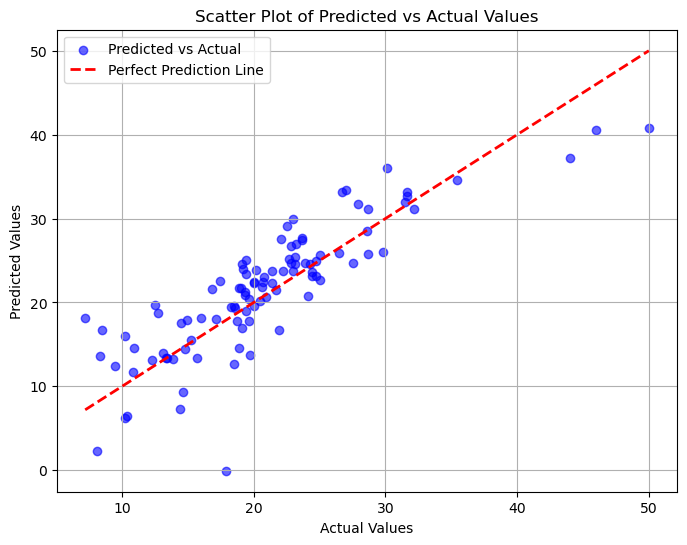 Scatter Plot of Predicted vs Actual Values
Predicted vs Actual
Perfect Prediction Line
50
40
30
20
10
0
Predicted Values
10 20 30 40 50
Actual Values